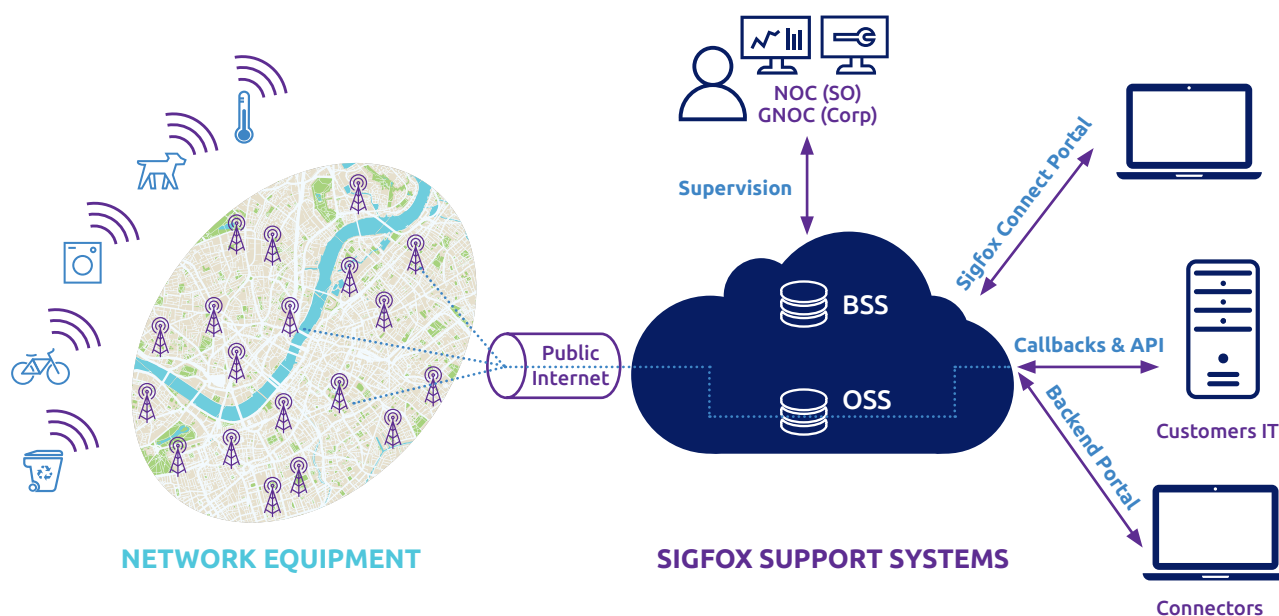 NOC (SO)
GNOC (Corp)
Supervision
Sigfox Connect Portal
BSS
Public
Internet
Callbacks & API
OSS
Backend Portal
Customers IT
NETWORK EQUIPMENT
SIGFOX SUPPORT SYSTEMS
Connectors